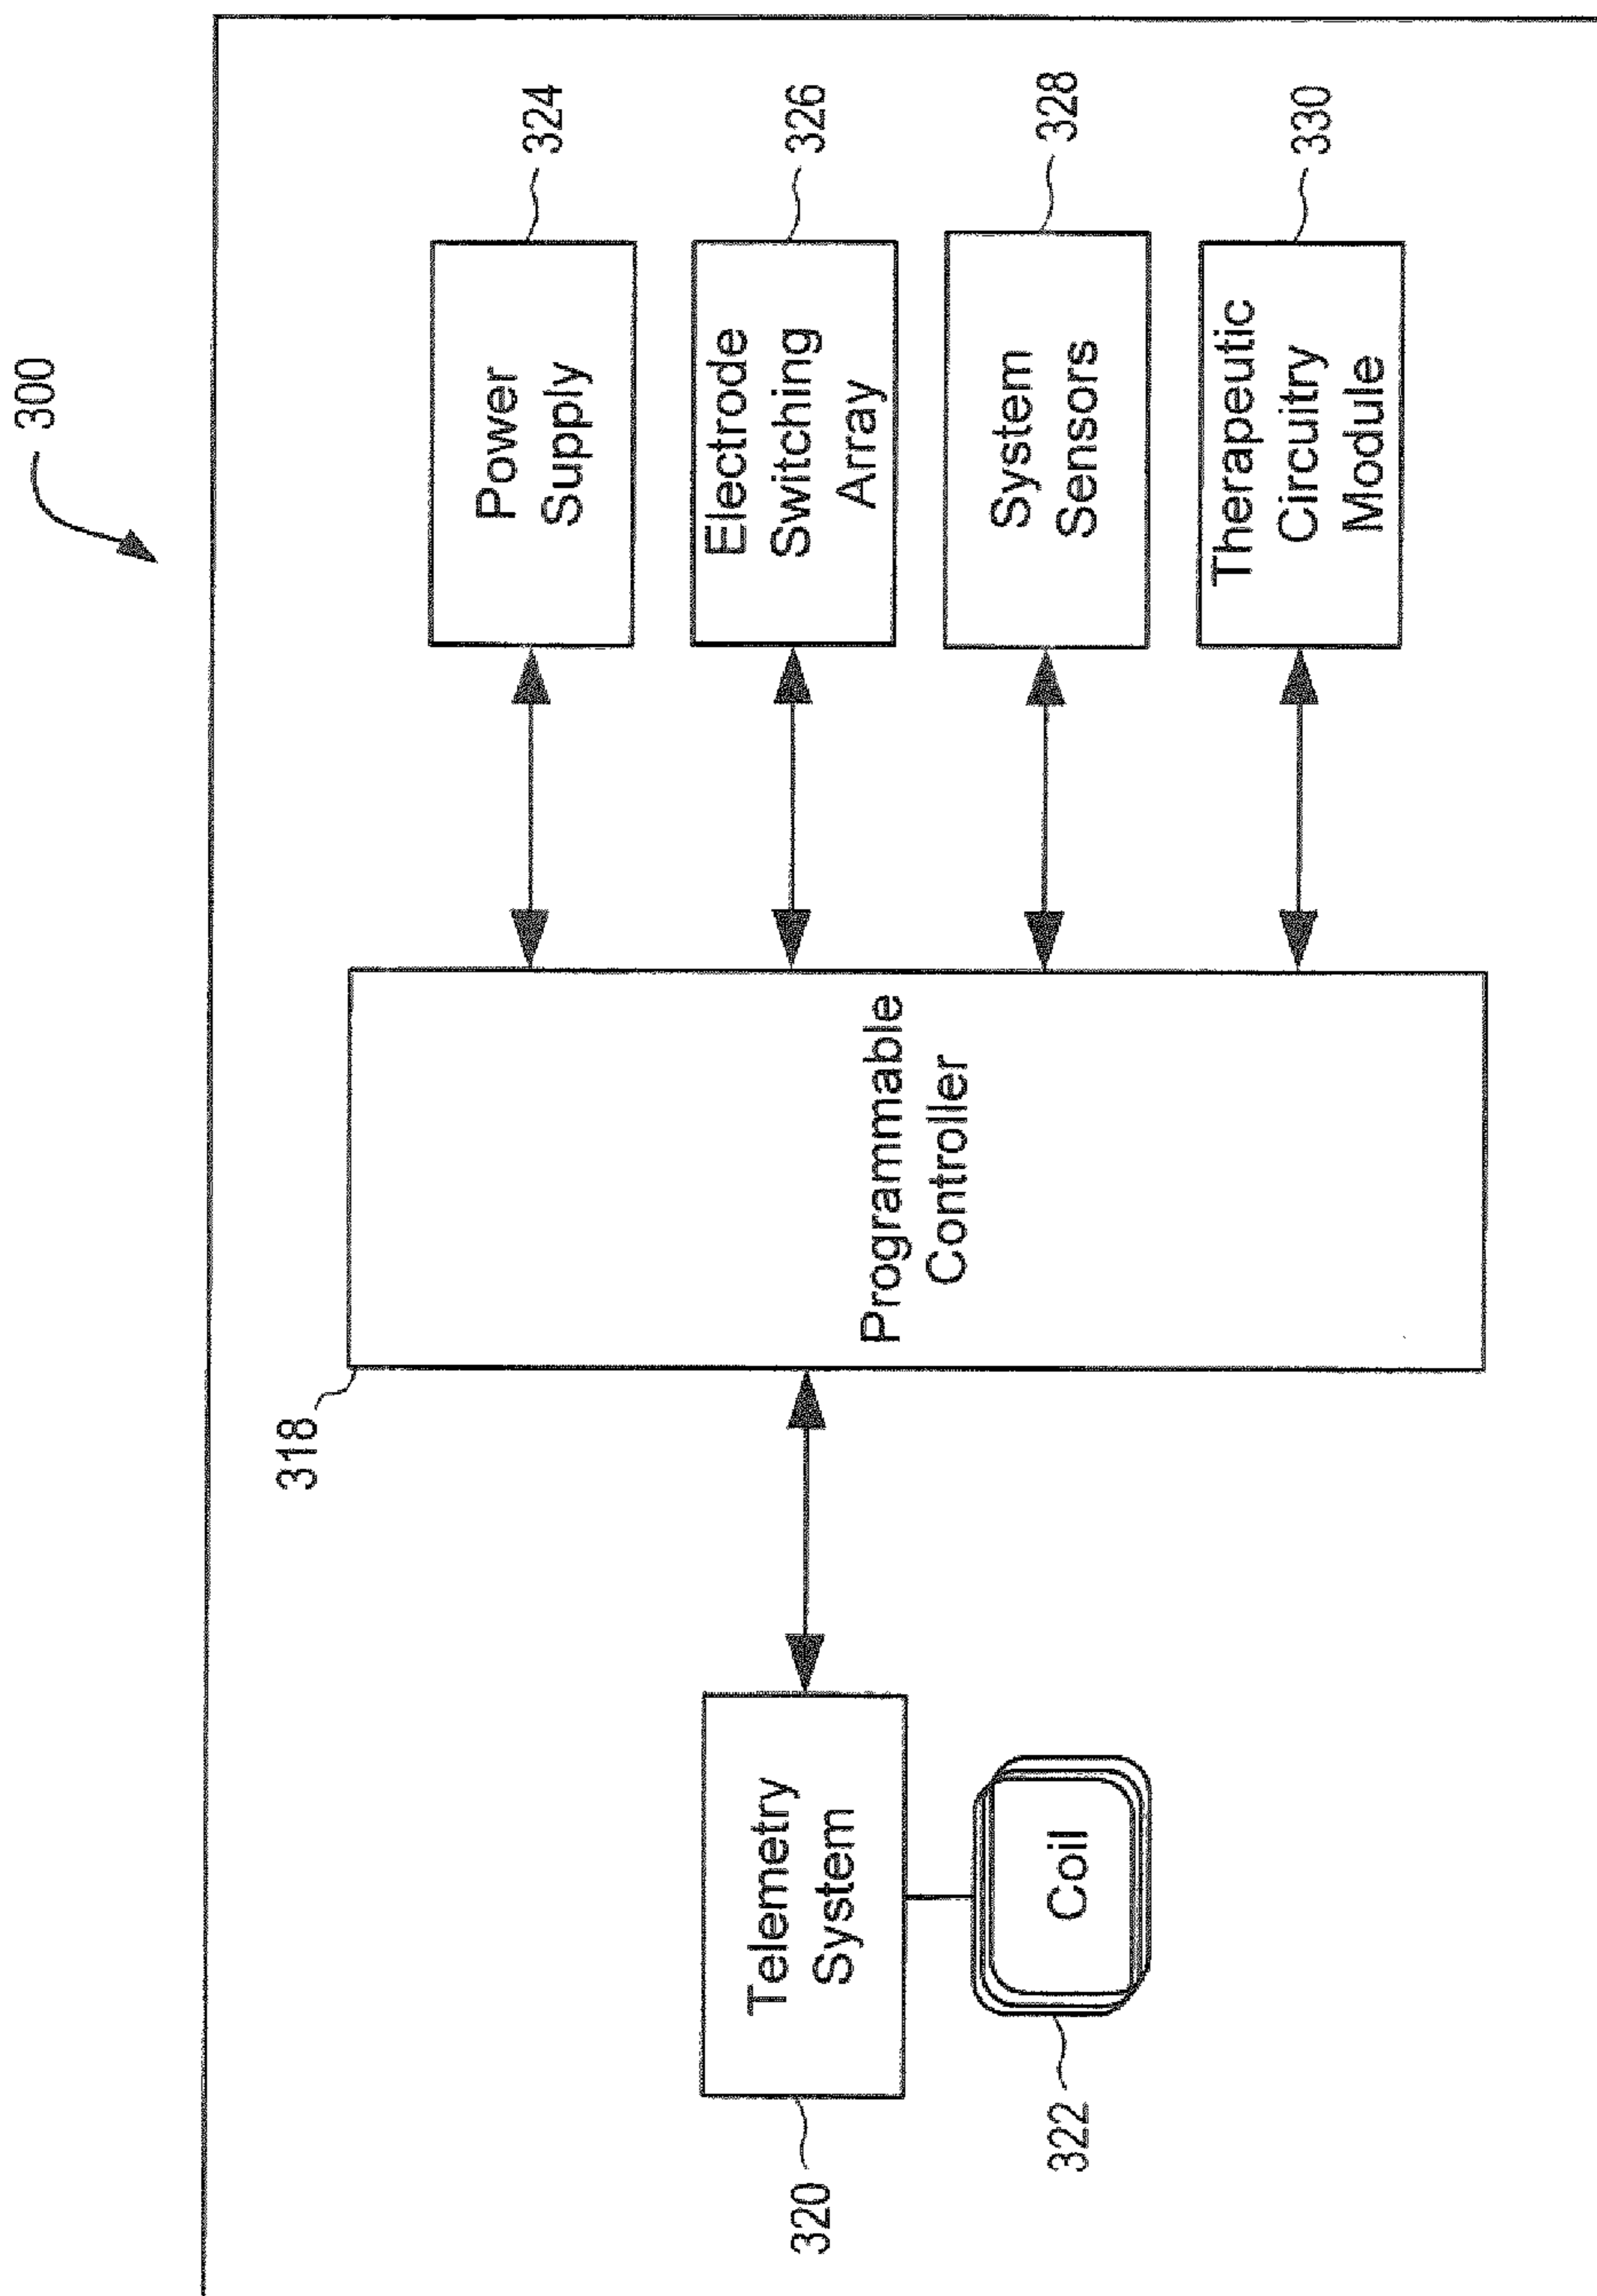 300
318
Programmable
Controller
320
Telemetry
System
322
Coil
Power
Supply
324
Electrode
Switching
Array
326
System
Sensors
328
Therapeutic
Circuitry
Module
330